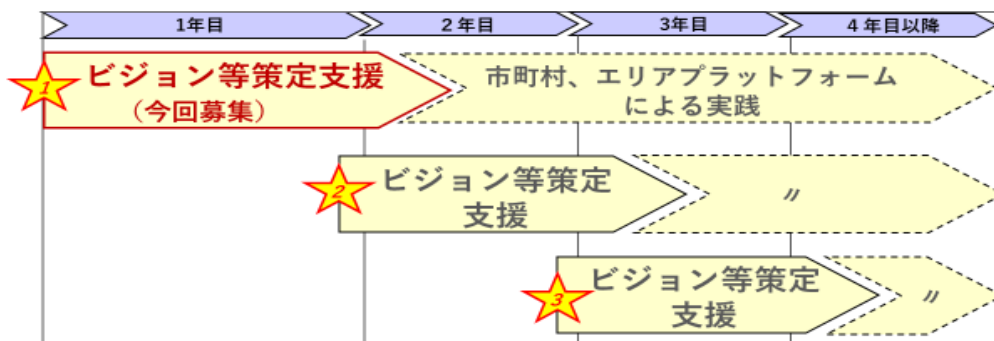 1年目
２年目
3年目
４年目以降
1
ビジョン等策定支援
（今回募集）
市町村、エリアプラットフォーム
による実践
2
ビジョン等策定
支援
〃
3
ビジョン等策定
支援
〃